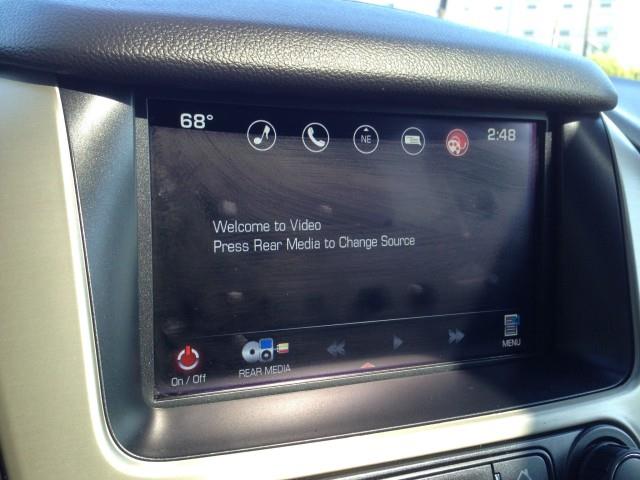 68°
NE
2:48
Welcome to Video
Press Rear Media to Change Source
On / Off
REAR MEDIA
MENU